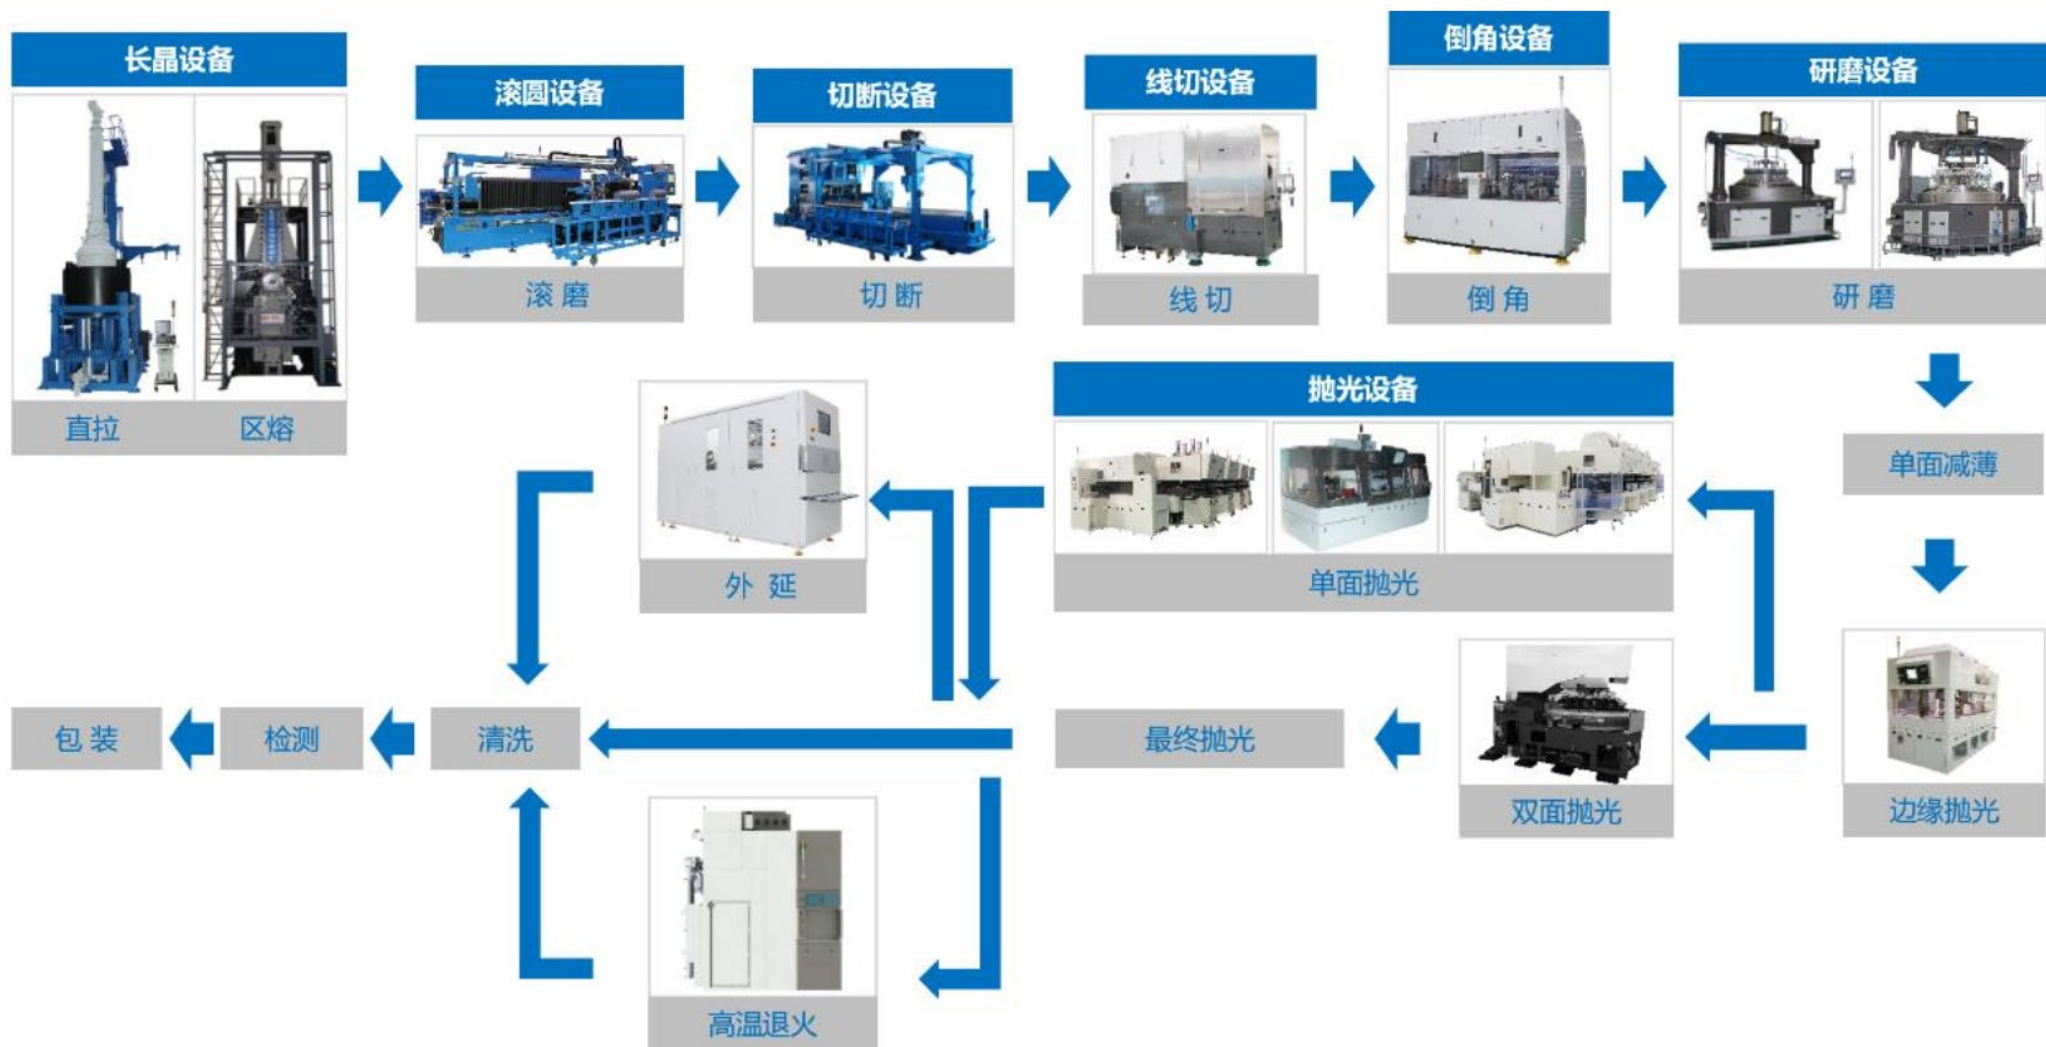 长晶设备
直拉
区熔
滚圆设备
滚 磨
切断设备
切 断
线切设备
线 切
倒角设备
倒 角
研磨设备
研 磨
单面减薄
边缘抛光
抛光设备
单面抛光
双面抛光
最终抛光
外 延
高温退火
清洗
检测
包 装